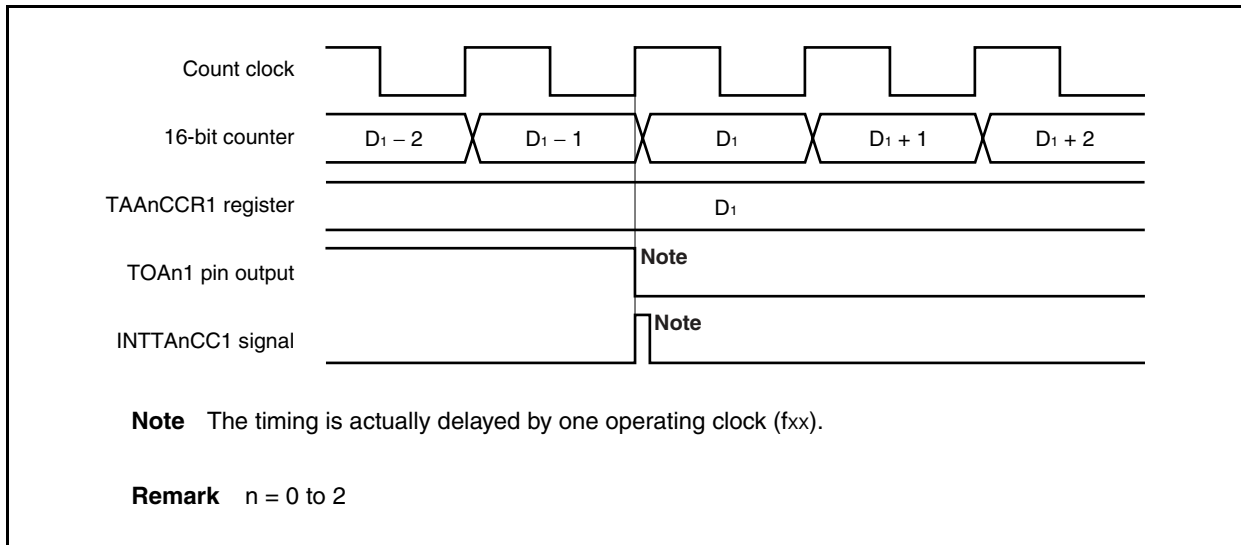 Count clock
16-bit counter
D1 − 2
D1 − 1
D1
D1 + 1
D1 + 2
TAAnCCR1 register
D1
TOAn1 pin output
Note
INTTAnCC1 signal
Note
Note The timing is actually delayed by one operating clock (fxx).
Remark n = 0 to 2